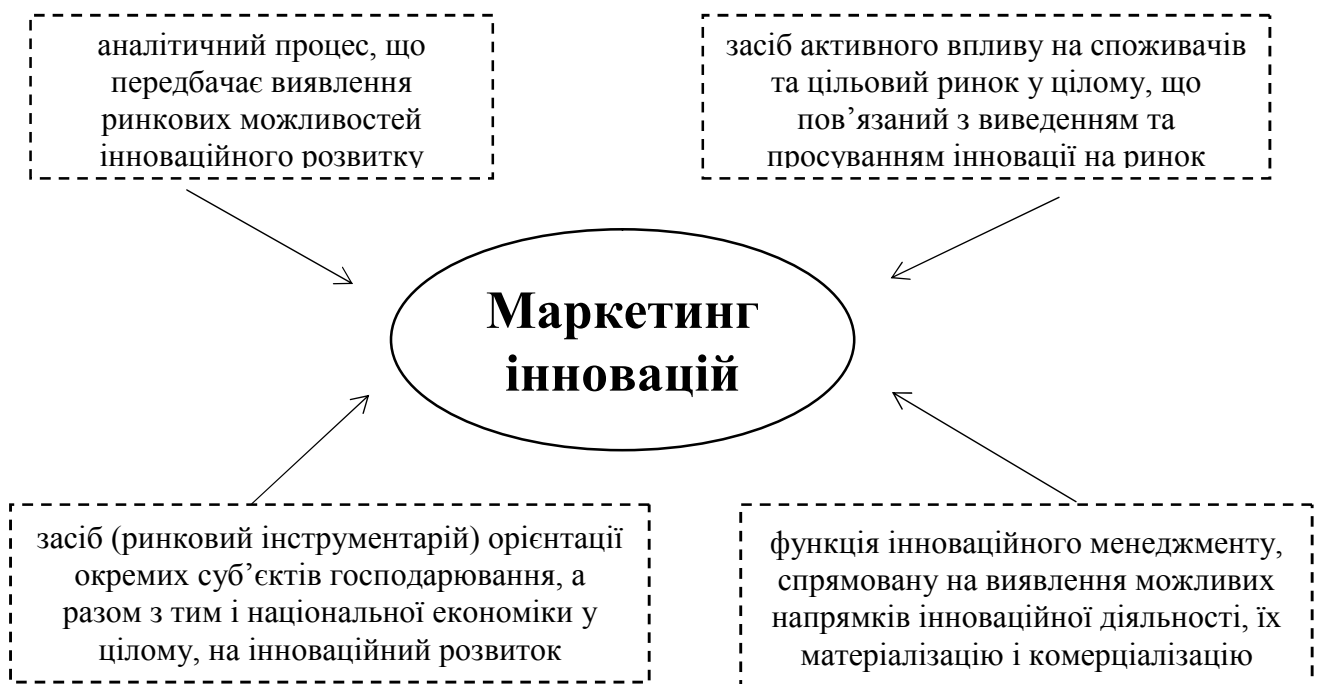 аналітичний процес, що
передбачає виявлення
ринкових можливостей
інноваційного розвитку
засіб активного впливу на споживачів
та цільовий ринок у цілому, що
пов’язаний з виведенням та
просуванням інновації на ринок
Маркетинг
інновацій
засіб (ринковий інструментарій) орієнтації
окремих суб’єктів господарювання, а
разом з тим і національної економіки у
цілому, на інноваційний розвиток
функція інноваційного менеджменту,
спрямовану на виявлення можливих
напрямків інноваційної діяльності, їх
матеріалізацію і комерціалізацію